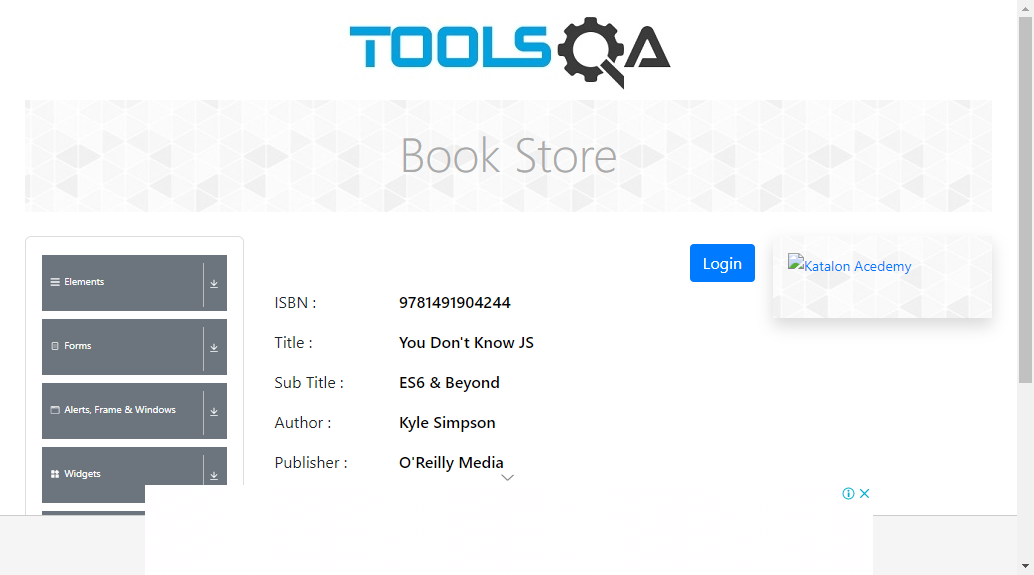 TOOLSQA
Book Store
Elements
Forms
Alerts, Frame & Windows
Widgets
Login
ISBN : 9781491904244
Title : You Don't Know JS
Sub Title : ES6 & Beyond
Author : Kyle Simpson
Publisher : O'Reilly Media
Katalon Acedemy